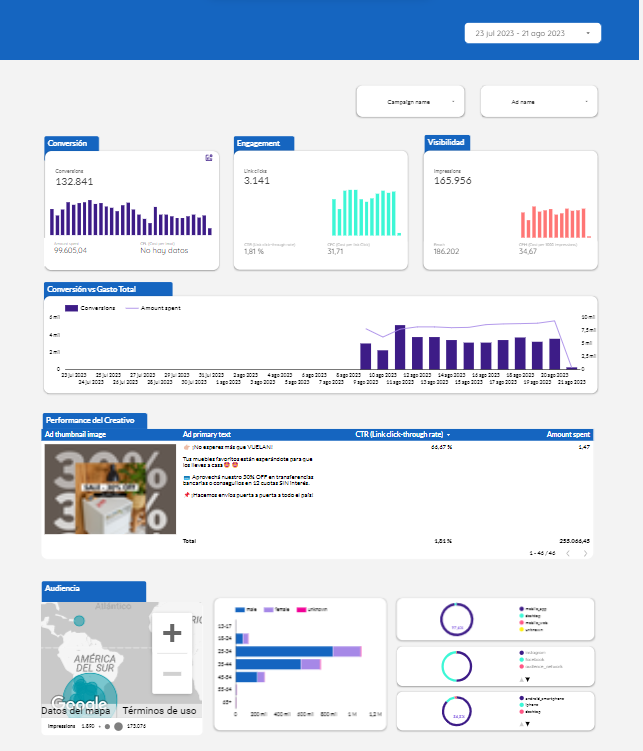 23 jul 2023 - 21 ago 2023
Campaign name
Ad name
Conversión
Conversions
132.841
Amount spent
99.605,04
CPL (Cost per lead)
No hay datos
Engagement
Link clicks
3.141
CTR (Link click-through rate)
1,81 %
CPC (Cost per link Click)
31,71
Visibilidad
Impressions
165.956
Reach
186.202
CPM (Cost per 1000 impressions)
34,67
Conversión vs Gasto Total
Conversions
Amount spent
6 mil
4 mil
2 mil
0
10 mil
7,5 mil
5 mil
2,5 mil
0
23 jul 2023 25 jul 2023 27 jul 2023 29 jul 2023 31 jul 2023 2 ago 2023 4 ago 2023 6 ago 2023 8 ago 2023 10 ago 2023 12 ago 2023 14 ago 2023 16 ago 2023 18 ago 2023 20 ago 2023
24 jul 2023 26 jul 2023 28 jul 2023 30 jul 2023 1 ago 2023 3 ago 2023 5 ago 2023 7 ago 2023 9 ago 2023 11 ago 2023 13 ago 2023 15 ago 2023 17 ago 2023 19 ago 2023 21 ago 2023
Performance del Creativo
Ad thumbnail image Ad primary text CTR (Link click-through rate) Amount spent
👉🏻 ¡No esperes más que VUELAN!
66,67 %
1,47
Tus muebles favoritos están esperándote para que
los lleves a casa 😍 😍
💳 Aprovechá nuestro 30% OFF en transferencias
bancarias o conseguilos en 12 cuotas SIN interés.
📌 ¡Hacemos envíos puerta a puerta a todo el país!
30%
SALE - 30% OFF
30%
Total 1,81 % 255.066,45
1 - 46 / 46
Audiencia
Atlántico
AMÉRICA
DEL SUR
Google
Datos del mapa Términos de uso
Impressions 1.890 173.076
male female unknown
13-17
18-24
25-34
35-44
45-54
55-64
65+
0 200 mil 400 mil 600 mil 800 mil 1 M 1,2 M
mobile_app
desktop
mobile_web
unknown
instagram
facebook
audience_network
android_smartphone
iphone
desktop